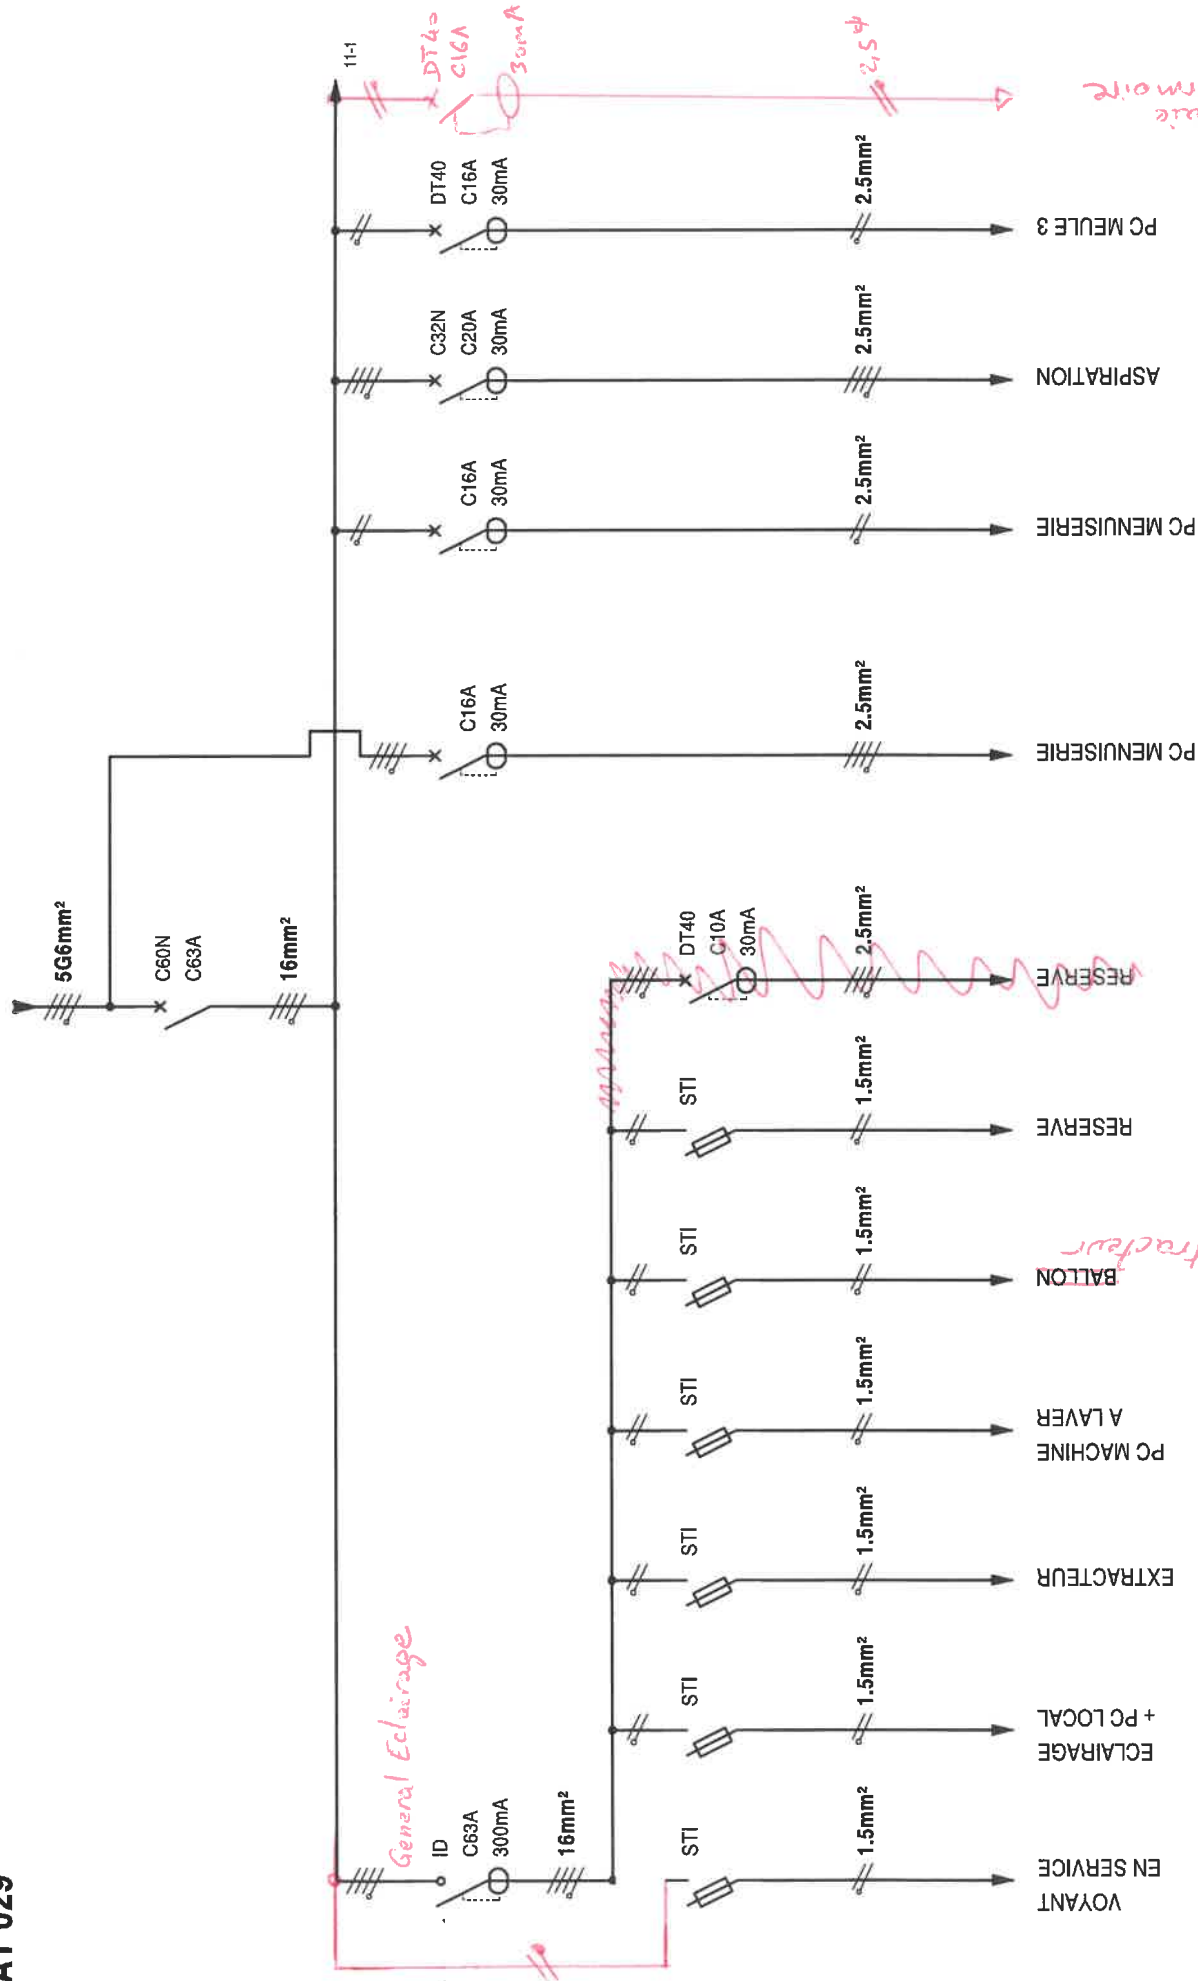 5G6mm²
C60N
C63A
16mm²
General Eclairage
ID
C63A
300mA
16mm²
STI
1.5mm²
VOYANT
EN SERVICE
STI
1.5mm²
ECLAIRAGE
+ PC LOCAL
STI
1.5mm²
EXTRACTEUR
STI
1.5mm²
PC MACHINE
A LAVER
STI
1.5mm²
BALLON
STI
1.5mm²
RESERVE
DT40
C10A
30mA
2.5mm²
RESERVE
C16A
30mA
2.5mm²
PC MENUISERIE
C16A
30mA
2.5mm²
PC MENUISERIE
C32N
C20A
30mA
2.5mm²
ASPIRATION
DT40
C16A
30mA
2.5mm²
PC MEULE 3
11-1
DT40
C16A
30mA